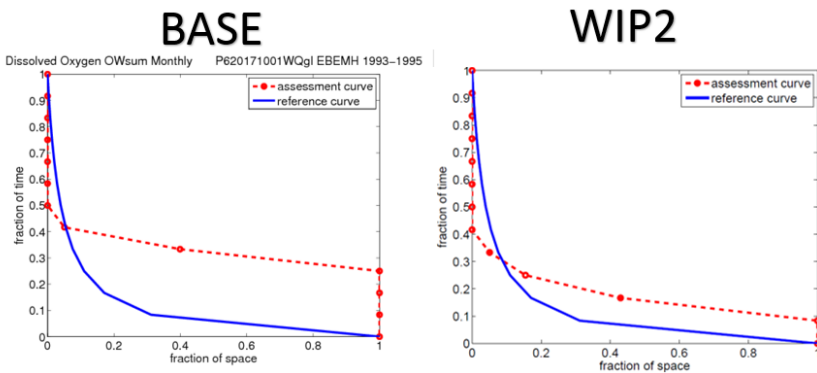 BASE
WIP2
Dissolved Oxygen OWsum Monthly P620171001WQgI EBEMH 1993−1995
assessment curve
reference curve
fraction of time
1
0.9
0.8
0.7
0.6
0.5
0.4
0.3
0.2
0.1
0
0 0.2 0.4 0.6 0.8 1
fraction of space
assessment curve
reference curve
fraction of time
1
0.9
0.8
0.7
0.6
0.5
0.4
0.3
0.2
0.1
0
0 0.2 0.4 0.6 0.8 1
fraction of space